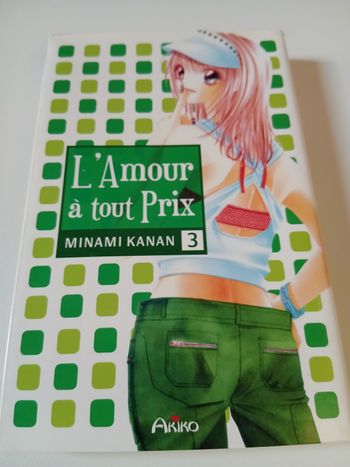 L'Amour
à tout Prix
MINAMI KANAN 3
AKIKO